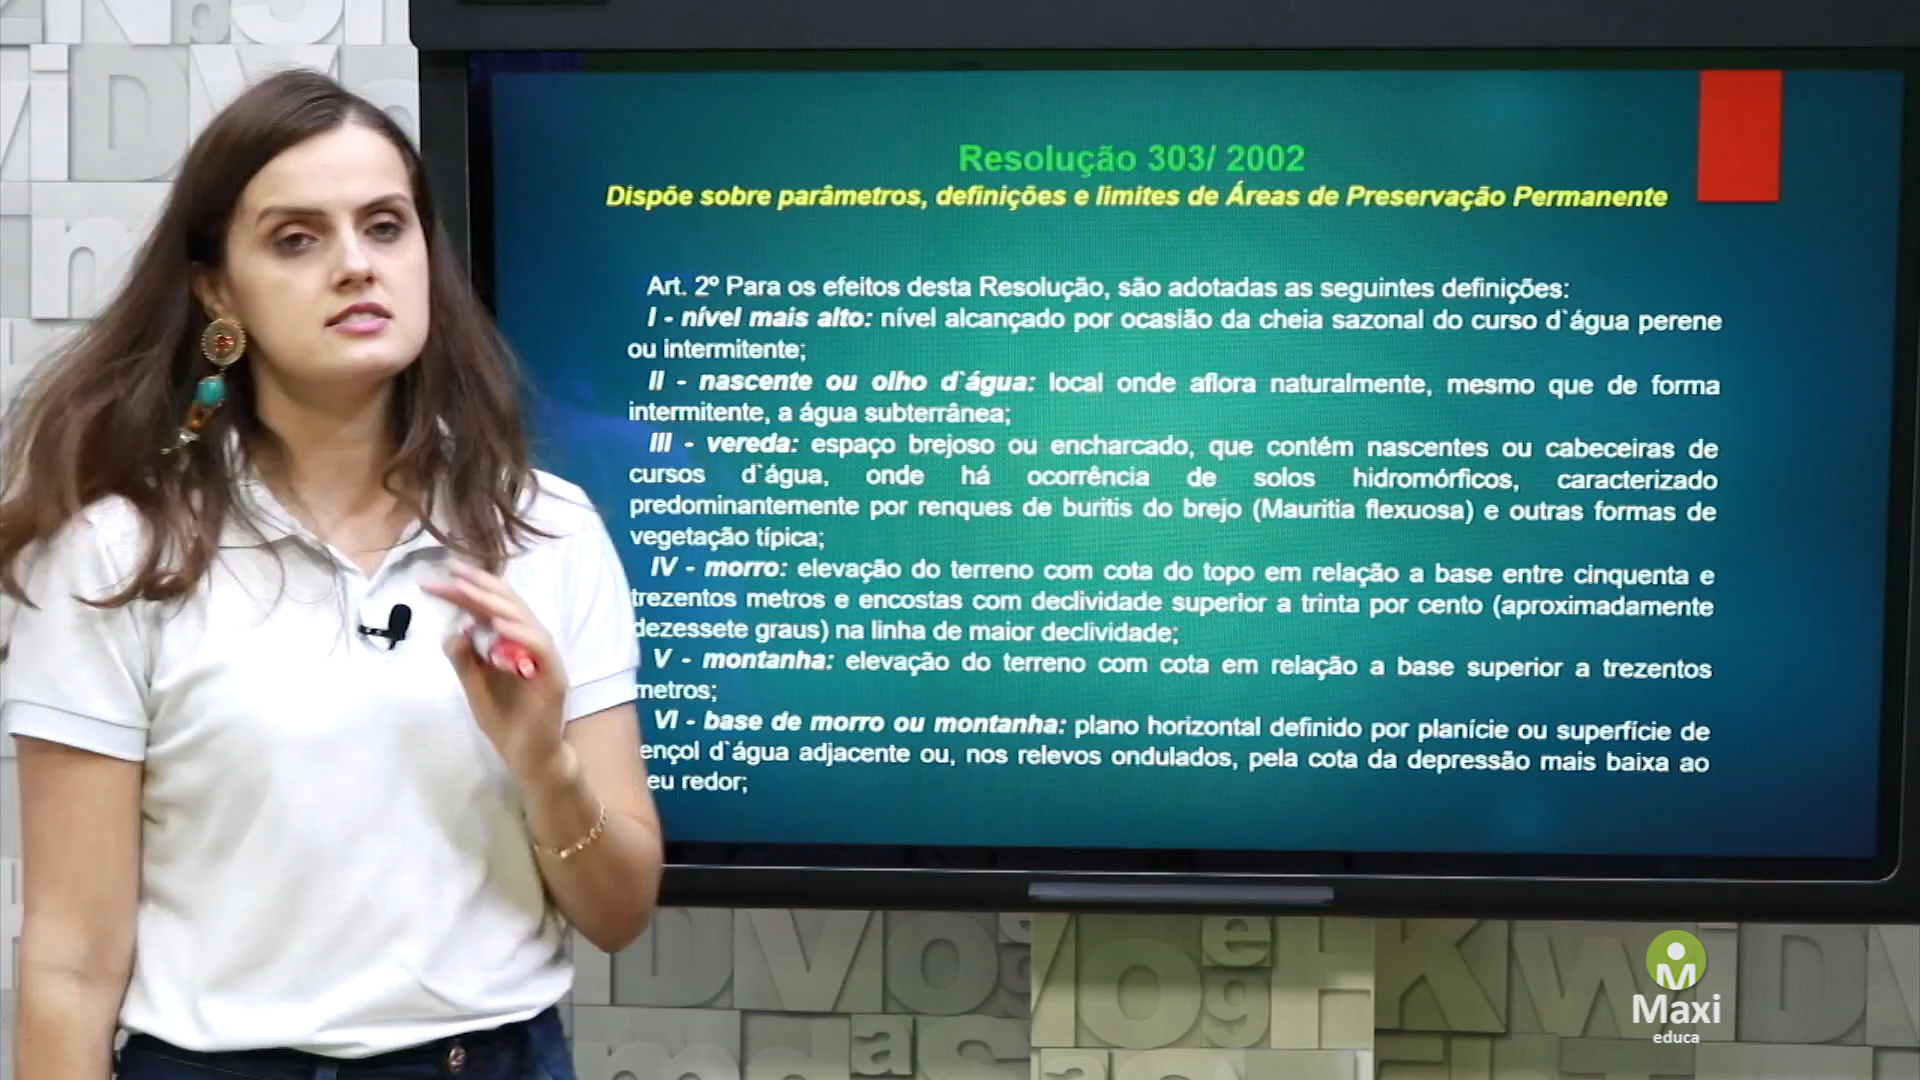 Resolução 303/ 2002
Dispõe sobre parâmetros, definições e limites de Áreas de Preservação Permanente
Art. 2º Para os efeitos desta Resolução, são adotadas as seguintes definições:
I - nível mais alto: nível alcançado por ocasião da cheia sazonal do curso d`água perene
ou intermitente;
II - nascente ou olho d`água: local onde aflora naturalmente, mesmo que de forma
intermitente, a água subterrânea;
III - vereda: espaço brejoso ou encharcado, que contém nascentes ou cabeceiras de
cursos d`água, onde há ocorrência de solos hidromórficos, caracterizado
predominantemente por renques de buritis do brejo (Mauritia flexuosa) e outras formas de
vegetação típica;
IV - morro: elevação do terreno com cota do topo em relação a base entre cinquenta e
trezentos metros e encostas com declividade superior a trinta por cento (aproximadamente
dezessete graus) na linha de maior declividade;
V - montanha: elevação do terreno com cota em relação a base superior a trezentos
metros;
VI - base de morro ou montanha: plano horizontal definido por planície ou superfície de
ençol d`água adjacente ou, nos relevos ondulados, pela cota da depressão mais baixa ao
eu redor;
Maxi
educa